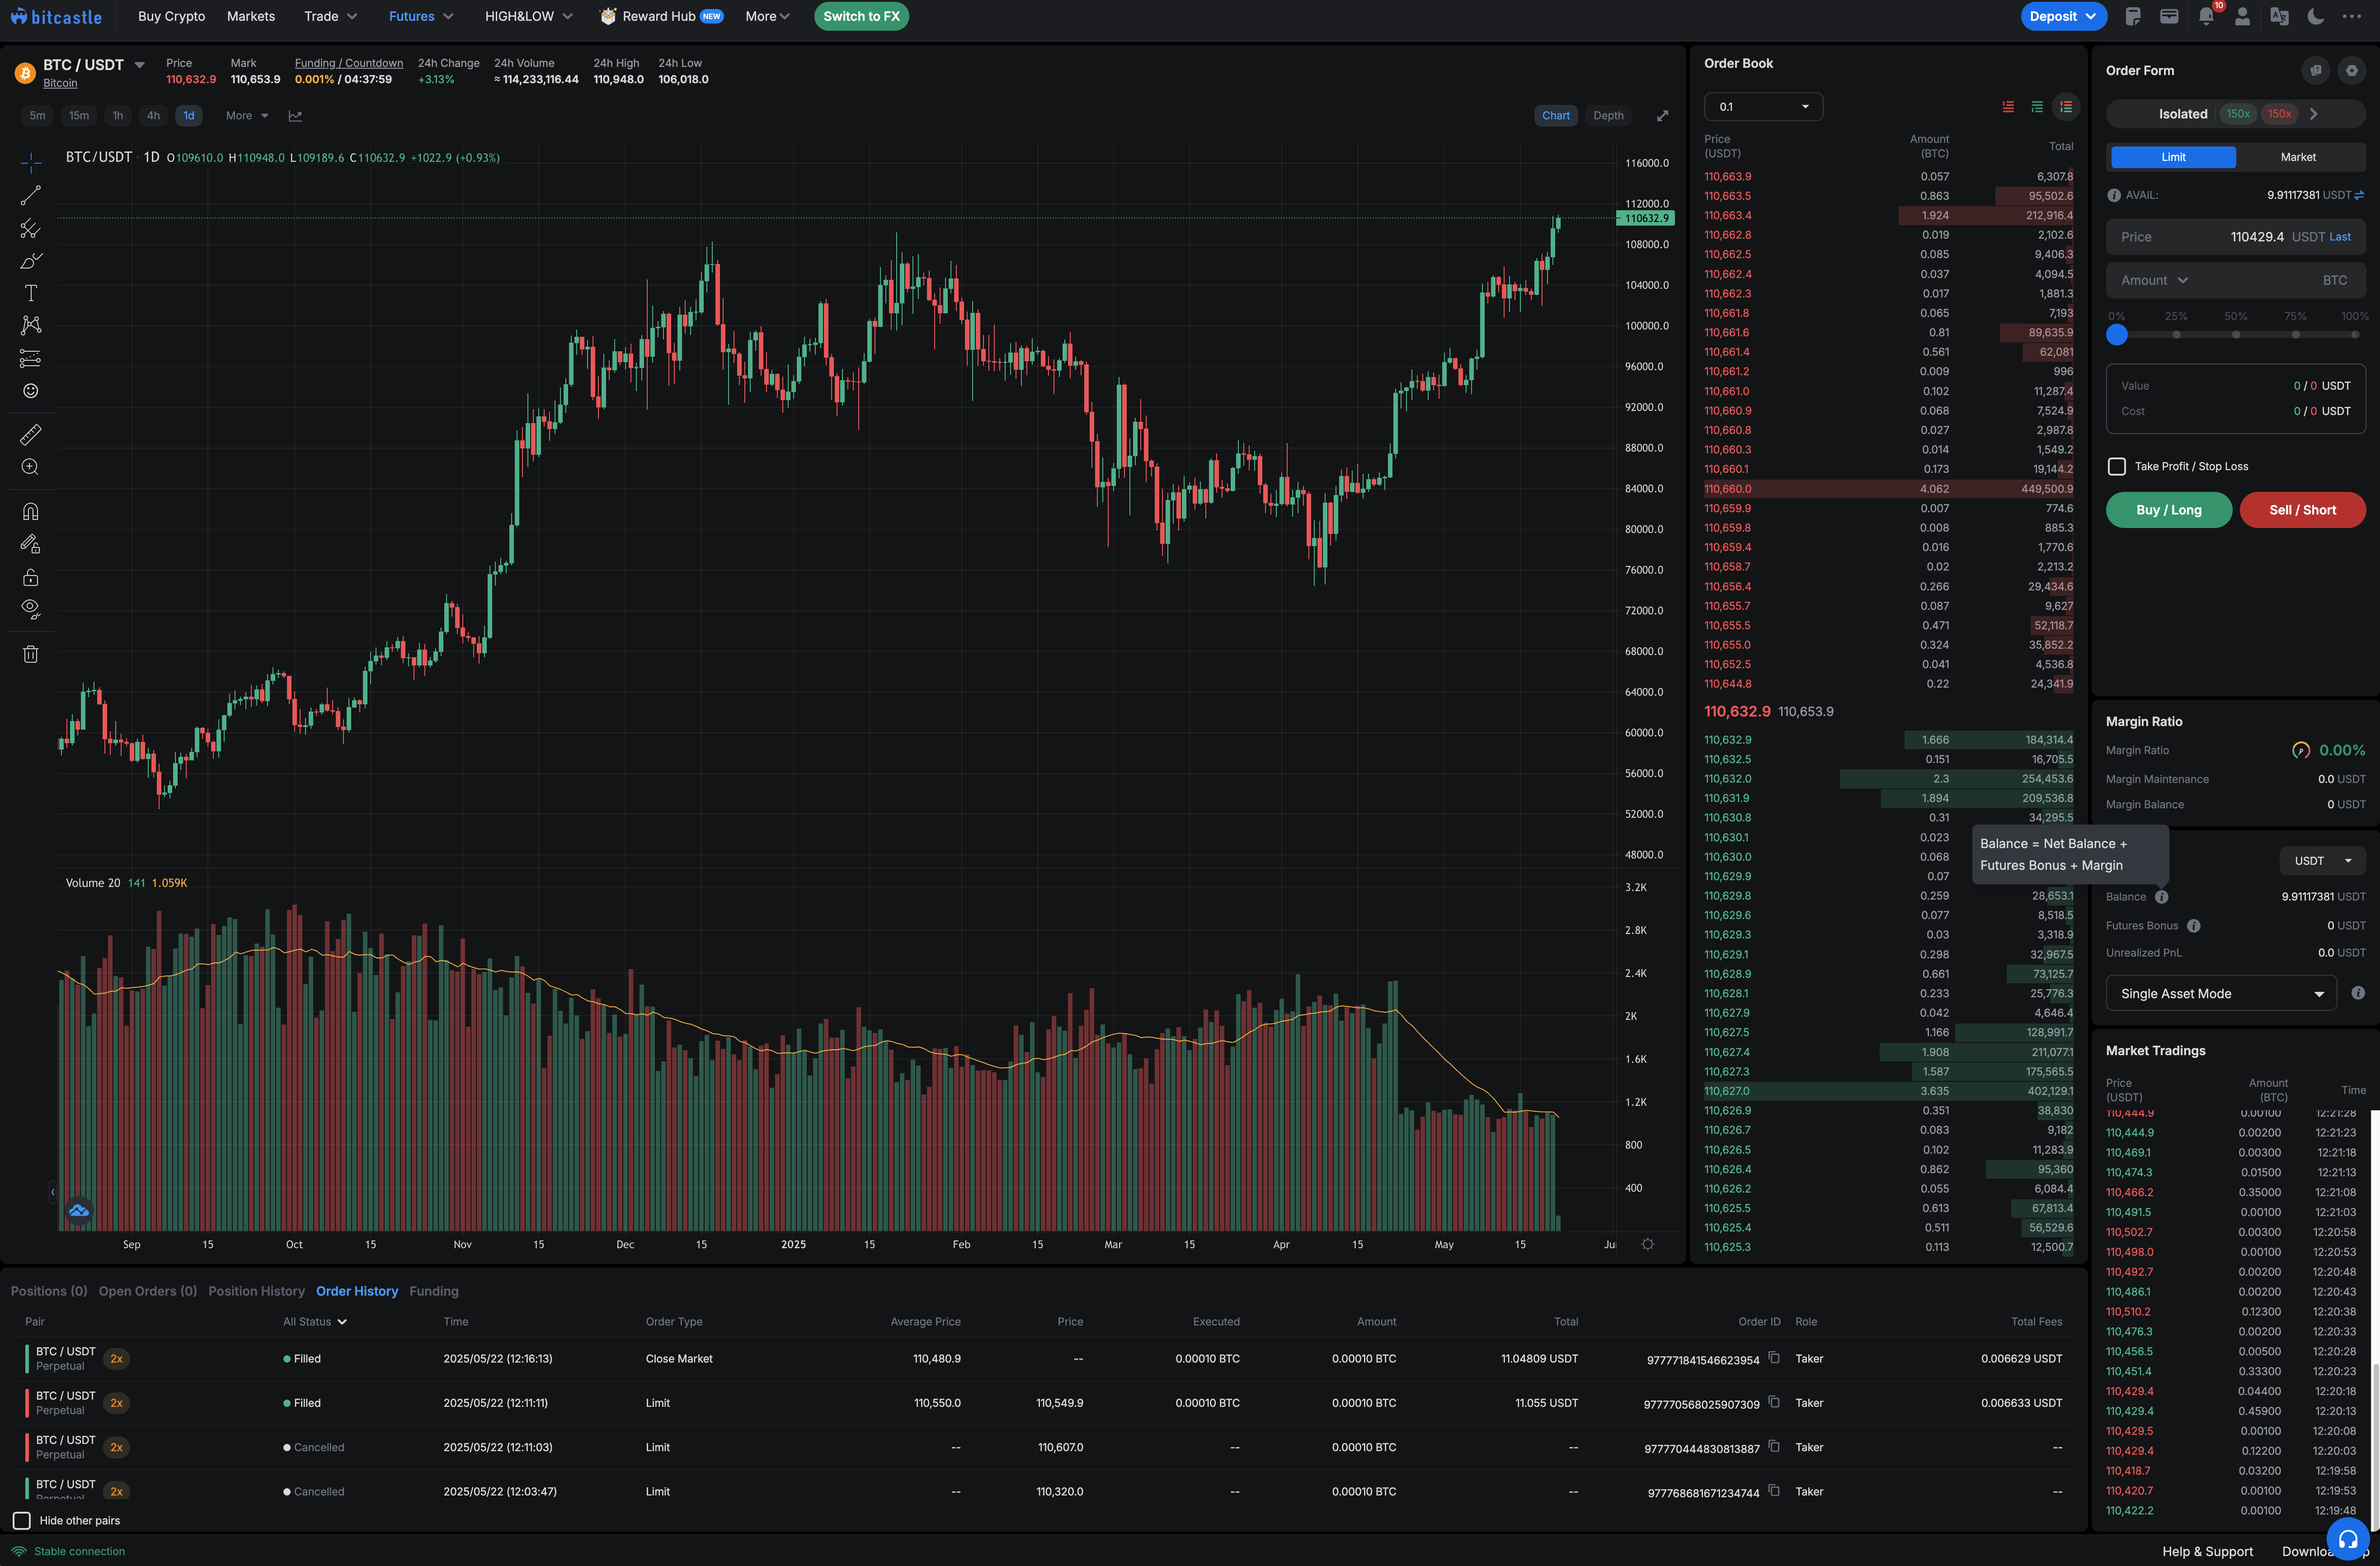 bitcastle Buy Crypto Markets Trade Futures HIGH&LOW Reward Hub NEW More Switch to FX Deposit 10
BTC / USDT
Bitcoin
Price Mark Funding / Countdown 24h Change 24h Volume 24h High 24h Low
110,632.9 110,653.9 0.001% / 04:37:59 +3.13% ≈ 114,233,116.44 110,948.0 106,018.0
5m 15m 1h 4h 1d More Chart Depth
BTC/USDT · 1D O109610.0 H110948.0 L109189.6 C110632.9 +1022.9 (+0.93%)
116000.0
112000.0
110632.9
108000.0
104000.0
100000.0
96000.0
92000.0
88000.0
84000.0
80000.0
76000.0
72000.0
68000.0
64000.0
60000.0
56000.0
52000.0
48000.0
Volume 20 141 1.059K
3.2K
2.8K
2.4K
2K
1.6K
1.2K
800
400
Sep 15 Oct 15 Nov 15 Dec 15 2025 15 Feb 15 Mar 15 Apr 15 May 15
Order Book
0.1
Price (USDT) Amount (BTC) Total
110,663.9 0.057 6,307.8
110,663.5 0.863 95,502.6
110,663.4 1.924 212,916.4
110,662.8 0.019 2,102.6
110,662.5 0.085 9,406.3
110,662.4 0.037 4,094.5
110,662.3 0.017 1,881.3
110,661.8 0.065 7,193
110,661.6 0.81 89,635.9
110,661.4 0.561 62,081
110,661.2 0.009 996
110,661.0 0.102 11,287.4
110,660.9 0.068 7,524.9
110,660.8 0.027 2,987.8
110,660.3 0.014 1,549.2
110,660.1 0.173 19,144.2
110,660.0 4.062 449,500.9
110,659.9 0.007 774.6
110,659.8 0.008 885.3
110,659.4 0.016 1,770.6
110,658.7 0.02 2,213.2
110,656.4 0.266 29,434.6
110,655.7 0.087 9,627
110,655.5 0.471 52,118.7
110,655.0 0.324 35,852.2
110,652.5 0.041 4,536.8
110,644.8 0.22 24,341.9
110,632.9 110,653.9
110,632.9 1.666 184,314.4
110,632.5 0.151 16,705.5
110,632.0 2.3 254,453.6
110,631.9 1.894 209,536.8
110,630.8 0.31 34,295.5
110,630.1 0.023
110,630.0 0.068
110,629.9 0.07
110,629.8 0.259 28,653.1
110,629.6 0.077 8,518.5
110,629.3 0.03 3,318.9
110,629.1 0.298 32,967.5
110,628.9 0.661 73,125.7
110,628.1 0.233 25,776.3
110,627.9 0.042 4,646.4
110,627.5 1.166 128,991.7
110,627.4 1.908 211,077.1
110,627.3 1.587 175,565.5
110,627.0 3.635 402,129.1
110,626.9 0.351 38,830
110,626.7 0.083 9,182
110,626.5 0.102 11,283.9
110,626.4 0.862 95,360
110,626.2 0.055 6,084.4
110,625.5 0.613 67,813.4
110,625.4 0.511 56,529.6
110,625.3 0.113 12,500.7
Order Form
Isolated 150x 150x
Limit Market
AVAIL: 9.91117381 USDT
Price 110429.4 USDT Last
Amount BTC
0% 25% 50% 75% 100%
Value 0 / 0 USDT
Cost 0 / 0 USDT
Take Profit / Stop Loss
Buy / Long Sell / Short
Margin Ratio
Margin Ratio 0.00%
Margin Maintenance 0.0 USDT
Margin Balance 0 USDT
Balance = Net Balance +
Futures Bonus + Margin
USDT
Balance 9.91117381 USDT
Futures Bonus 0 USDT
Unrealized PnL 0.0 USDT
Single Asset Mode
Market Tradings
Price (USDT) Amount (BTC) Time
110,444.9 0.00100 12:21:28
110,444.9 0.00200 12:21:23
110,469.1 0.00300 12:21:18
110,474.3 0.01500 12:21:13
110,466.2 0.35000 12:21:08
110,491.5 0.00100 12:21:03
110,502.7 0.00300 12:20:58
110,498.0 0.00100 12:20:53
110,492.7 0.00200 12:20:48
110,486.1 0.00200 12:20:43
110,510.2 0.12300 12:20:38
110,476.3 0.00200 12:20:33
110,456.5 0.00500 12:20:28
110,451.4 0.33300 12:20:23
110,429.4 0.04400 12:20:18
110,429.4 0.45900 12:20:13
110,429.5 0.00100 12:20:08
110,429.4 0.12200 12:20:03
110,418.7 0.03200 12:19:58
110,420.7 0.00100 12:19:53
110,422.2 0.00100 12:19:48
Positions (0) Open Orders (0) Position History Order History Funding
Pair All Status Time Order Type Average Price Price Executed Amount Total Order ID Role Total Fees
BTC / USDT Perpetual 2x Filled 2025/05/22 (12:16:13) Close Market 110,480.9 -- 0.00010 BTC 0.00010 BTC 11.04809 USDT 977771841546623954 Taker 0.006629 USDT
BTC / USDT Perpetual 2x Filled 2025/05/22 (12:11:11) Limit 110,550.0 110,549.9 0.00010 BTC 0.00010 BTC 11.055 USDT 977770568025907309 Taker 0.006633 USDT
BTC / USDT Perpetual 2x Cancelled 2025/05/22 (12:11:03) Limit -- 110,607.0 -- 0.00010 BTC -- 977770444830813887 Taker --
BTC / USDT Perpetual 2x Cancelled 2025/05/22 (12:03:47) Limit -- 110,320.0 -- 0.00010 BTC -- 977768681671234744 Taker --
Hide other pairs
Stable connection
Help & Support